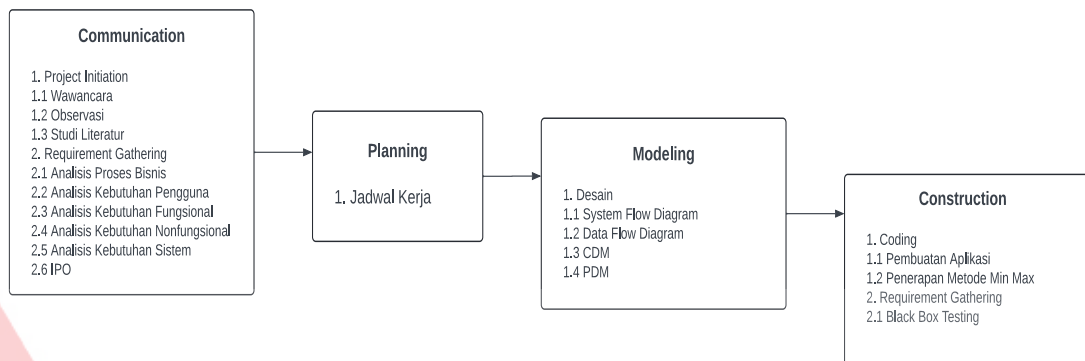 Communication
1. Project Initiation
1.1 Wawancara
1.2 Observasi
1.3 Studi Literatur
2. Requirement Gathering
2.1 Analisis Proses Bisnis
2.2 Analisis Kebutuhan Pengguna
2.3 Analisis Kebutuhan Fungsional
2.4 Analisis Kebutuhan Nonfungsional
2.5 Analisis Kebutuhan Sistem
2.6 IPO
Planning
1. Jadwal Kerja
Modeling
1. Desain
1.1 System Flow Diagram
1.2 Data Flow Diagram
1.3 CDM
1.4 PDM
Construction
1. Coding
1.1 Pembuatan Aplikasi
1.2 Penerapan Metode Min Max
2. Requirement Gathering
2.1 Black Box Testing